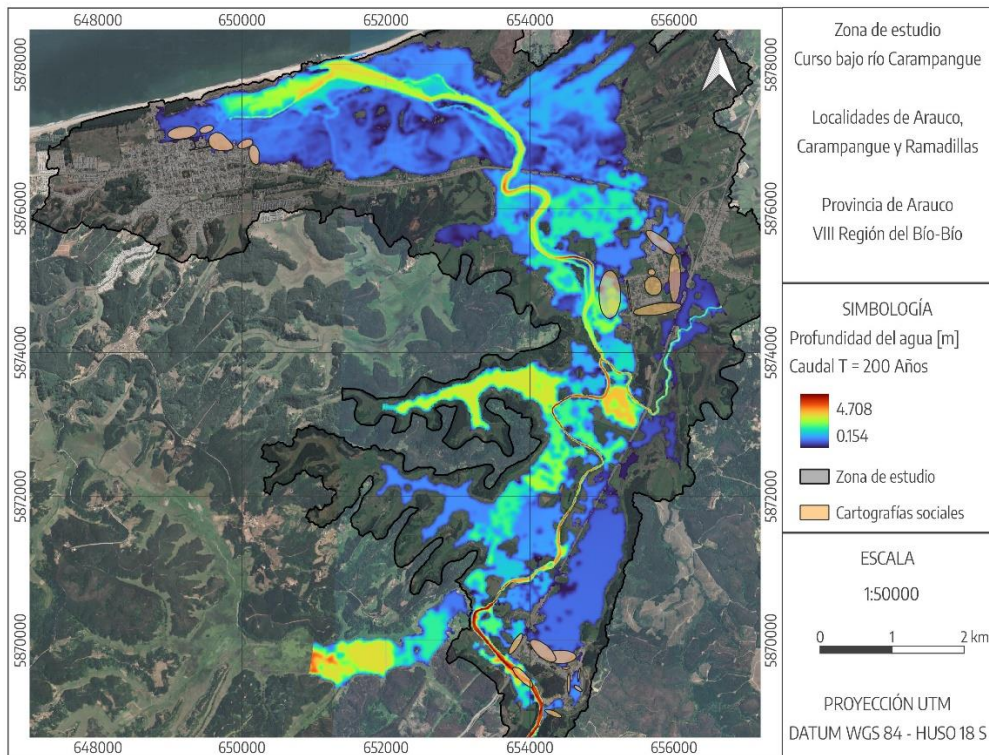 648000 650000 652000 654000 656000
5878000 5878000
5876000 5876000
5874000 5874000
5872000 5872000
5870000 5870000
648000 650000 652000 654000 656000
Zona de estudio
Curso bajo río Carampangue
Localidades de Arauco,
Carampangue y Ramadillas
Provincia de Arauco
VIII Región del Bío-Bío
SIMBOLOGÍA
Profundidad del agua [m]
Caudal T = 200 Años
4.708
0.154
Zona de estudio
Cartografías sociales
ESCALA
1:50000
0 1 2 km
PROYECCIÓN UTM
DATUM WGS 84 - HUSO 18 S